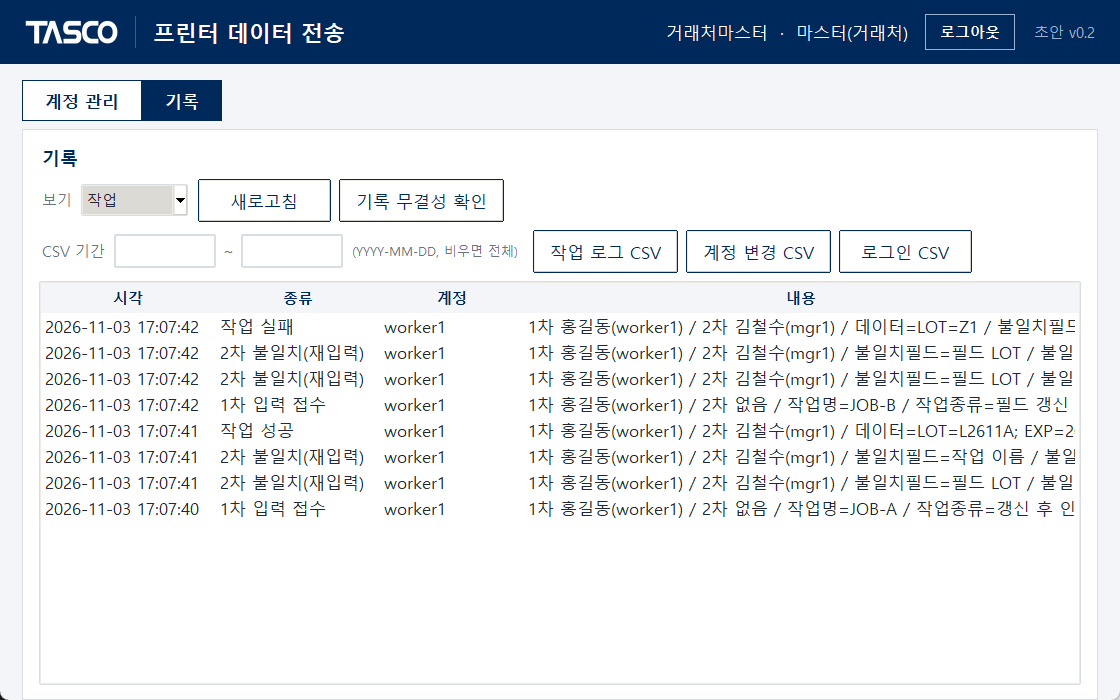 TASCO 프린터 데이터 전송 거래처마스터 · 마스터(거래처) 로그아웃 초안 v0.2
계정 관리 기록
기록
보기 작업 새로고침 기록 무결성 확인
CSV 기간 ~ (YYYY-MM-DD, 비우면 전체) 작업 로그 CSV 계정 변경 CSV 로그인 CSV
시각 종류 계정 내용
2026-11-03 17:07:42 작업 실패 worker1 1차 홍길동(worker1) / 2차 김철수(mgr1) / 데이터=LOT=Z1 / 불일치필드
2026-11-03 17:07:42 2차 불일치(재입력) worker1 1차 홍길동(worker1) / 2차 김철수(mgr1) / 불일치필드=필드 LOT / 불일
2026-11-03 17:07:42 2차 불일치(재입력) worker1 1차 홍길동(worker1) / 2차 김철수(mgr1) / 불일치필드=필드 LOT / 불일
2026-11-03 17:07:42 1차 입력 접수 worker1 1차 홍길동(worker1) / 2차 없음 / 작업명=JOB-B / 작업종류=필드 갱신
2026-11-03 17:07:41 작업 성공 worker1 1차 홍길동(worker1) / 2차 김철수(mgr1) / 데이터=LOT=L2611A; EXP=2
2026-11-03 17:07:41 2차 불일치(재입력) worker1 1차 홍길동(worker1) / 2차 김철수(mgr1) / 불일치필드=작업 이름 / 불일
2026-11-03 17:07:41 2차 불일치(재입력) worker1 1차 홍길동(worker1) / 2차 김철수(mgr1) / 불일치필드=필드 LOT / 불일
2026-11-03 17:07:40 1차 입력 접수 worker1 1차 홍길동(worker1) / 2차 없음 / 작업명=JOB-A / 작업종류=갱신 후 인